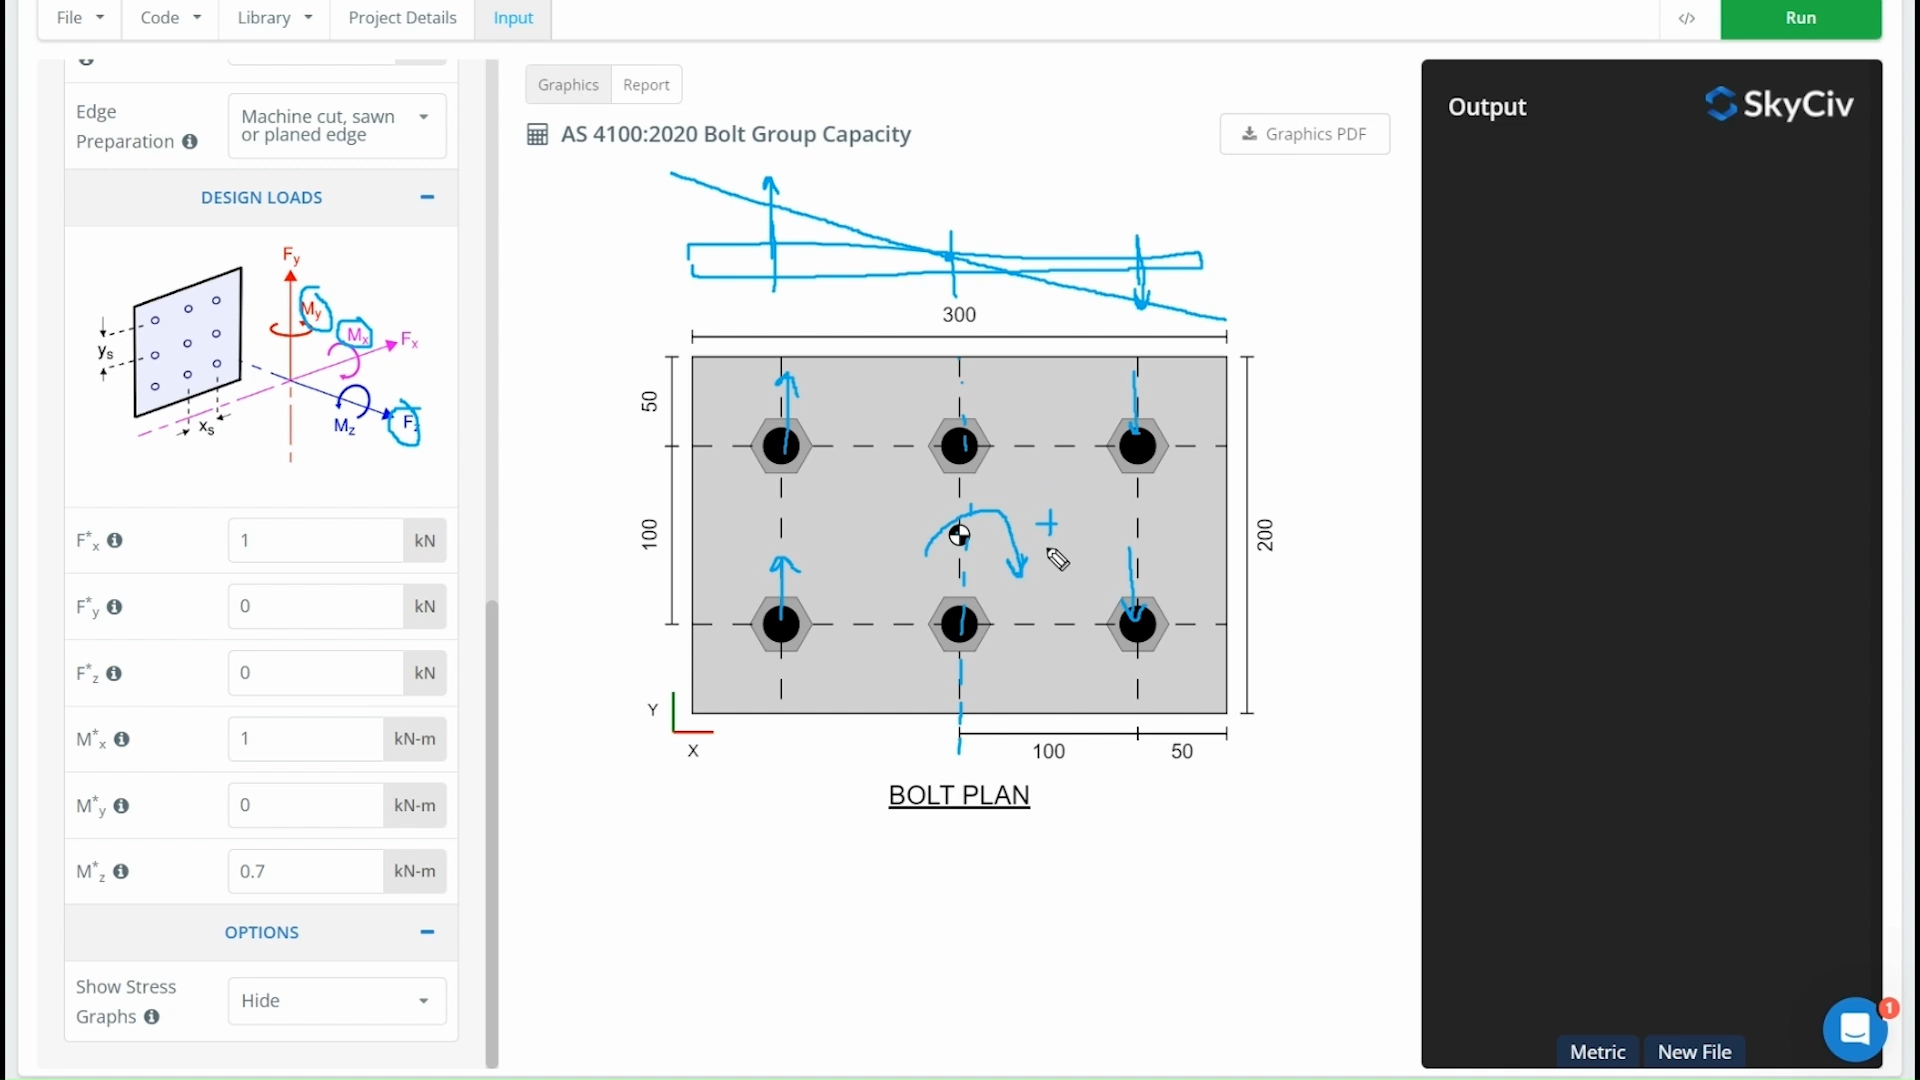 File Code Library Project Details Input </> Run
Edge Preparation
Machine cut, sawn or planed edge
DESIGN LOADS
Fy
My
Mx
Fx
ys
xs
Mz
F
F*x 1 kN
F*y 0 kN
F*z 0 kN
M*x 1 kN-m
M*y 0 kN-m
M*z 0.7 kN-m
OPTIONS
Show Stress Graphs
Hide
Graphics Report
AS 4100:2020 Bolt Group Capacity
Graphics PDF
300
50
100
200
+
Y
X
100 50
BOLT PLAN
Output
SkyCiv
Metric New File
1